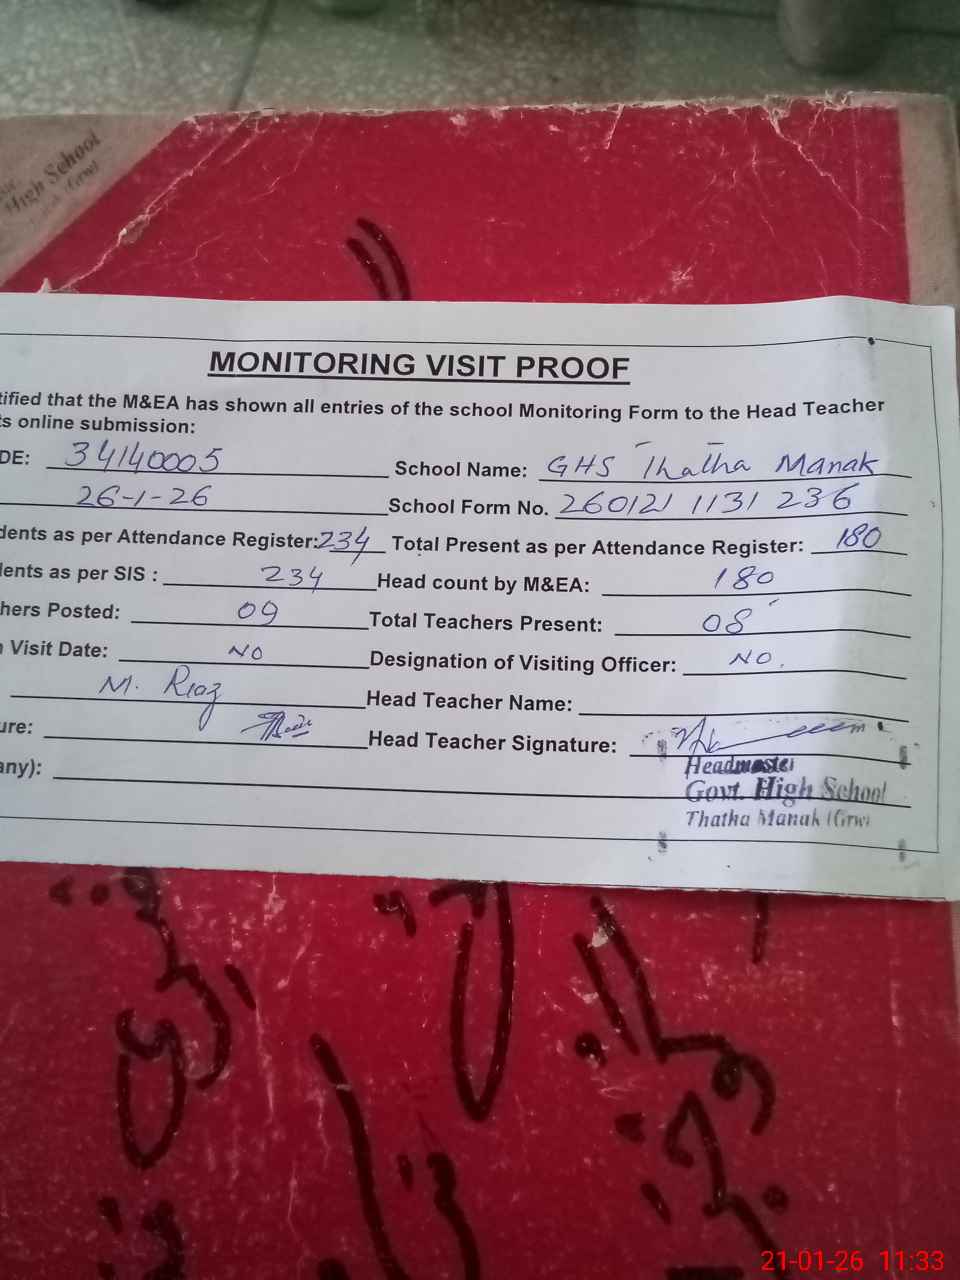 High School
(Grw)
MONITORING VISIT PROOF
tified that the M&EA has shown all entries of the school Monitoring Form to the Head Teacher
ts online submission:
DE: 34140005 School Name: GHS Thatha Manak
26-1-26 School Form No. 260121 1131 236
dents as per Attendance Register: 234 Total Present as per Attendance Register: 180
dents as per SIS : 234 Head count by M&EA: 180
hers Posted: 09 Total Teachers Present: 08
n Visit Date: NO Designation of Visiting Officer: NO.
M. Riaz Head Teacher Name:
ure: Head Teacher Signature:
any):
Headmaster
Govt. High School
Thatha Manak (Grw)
21-01-26 11:33